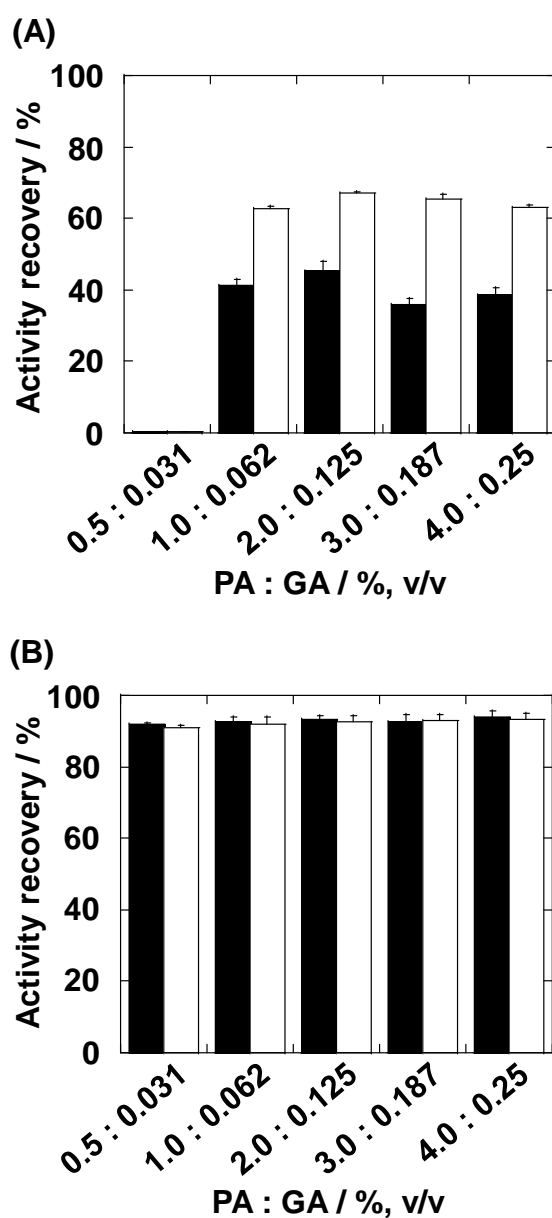 (A)
100
80
60
40
20
0
Activity recovery / %
0.5 : 0.031
1.0 : 0.062
2.0 : 0.125
3.0 : 0.187
4.0 : 0.25
PA : GA / %, v/v
(B)
100
80
60
40
20
0
Activity recovery / %
0.5 : 0.031
1.0 : 0.062
2.0 : 0.125
3.0 : 0.187
4.0 : 0.25
PA : GA / %, v/v